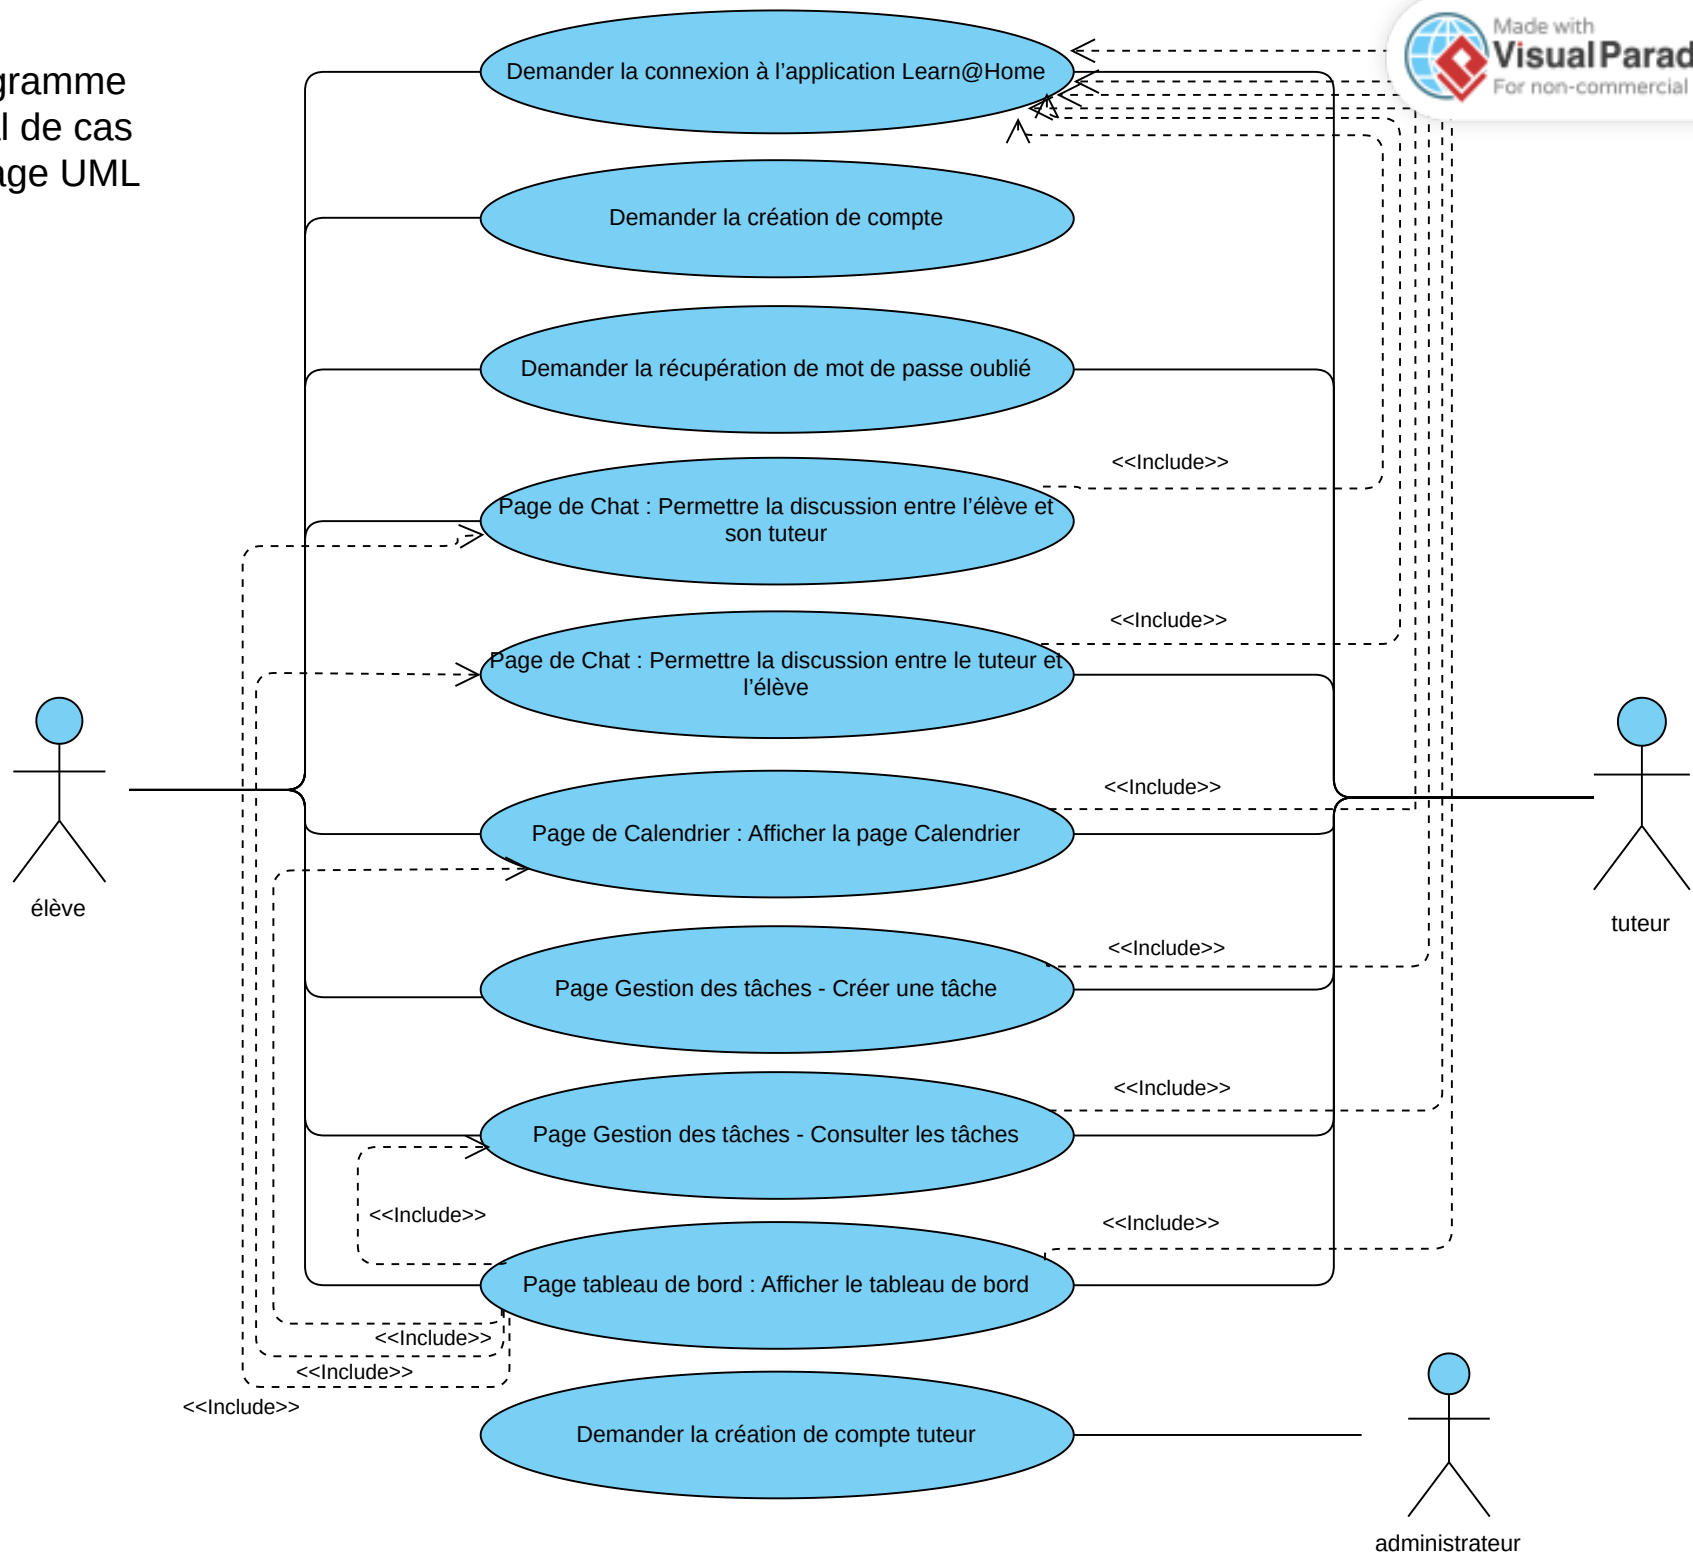 gramme
l de cas
age UML
Made with
Visual Parad
For non-commercial
Demander la connexion à l’application Learn@Home
Demander la création de compte
Demander la récupération de mot de passe oublié
<<Include>>
Page de Chat : Permettre la discussion entre l’élève et
son tuteur
<<Include>>
Page de Chat : Permettre la discussion entre le tuteur et
l’élève
<<Include>>
Page de Calendrier : Afficher la page Calendrier
élève
tuteur
<<Include>>
Page Gestion des tâches - Créer une tâche
<<Include>>
Page Gestion des tâches - Consulter les tâches
<<Include>>
<<Include>>
Page tableau de bord : Afficher le tableau de bord
<<Include>>
<<Include>>
<<Include>>
Demander la création de compte tuteur
administrateur